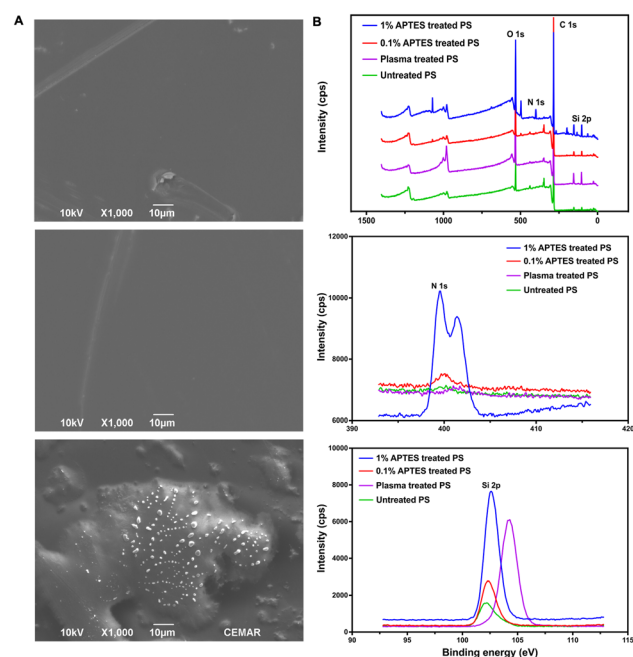 A
10kV X1,000 10μm
10kV X1,000 10μm
10kV X1,000 10μm CEMAR
B
1% APTES treated PS
0.1% APTES treated PS
Plasma treated PS
Untreated PS
O 1s
C 1s
N 1s
Si 2p
Intensity (cps)
1500 1000 500 0
1% APTES treated PS
0.1% APTES treated PS
Plasma treated PS
Untreated PS
N 1s
Intensity (cps)
12000
10000
8000
6000
390 400 410 420
1% APTES treated PS
0.1% APTES treated PS
Plasma treated PS
Untreated PS
Si 2p
Intensity (cps)
10000
8000
6000
4000
2000
0
90 95 100 105 110 115
Binding energy (eV)